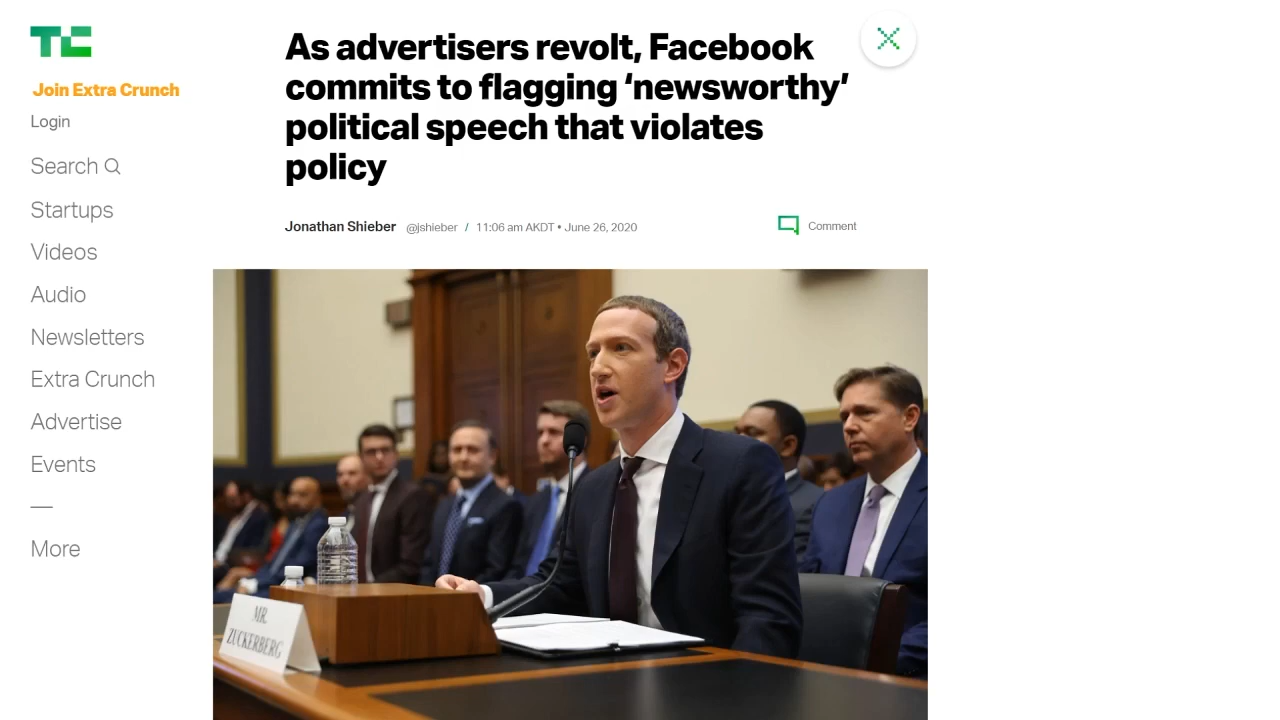 TC
Join Extra Crunch
Login
Search
Startups
Videos
Audio
Newsletters
Extra Crunch
Advertise
Events
—
More
As advertisers revolt, Facebook
commits to flagging ‘newsworthy’
political speech that violates
policy
Jonathan Shieber @jshieber / 11:06 am AKDT • June 26, 2020
Comment
MR.
ZUCKERBERG